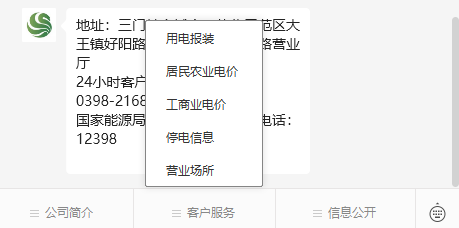 地址：三门
范区大
王镇好阳路
路营业
厅
24小时客户
0398-2168
国家能源局
电话：
12398
用电报装
居民农业电价
工商业电价
停电信息
营业场所
公司简介
客户服务
信息公开